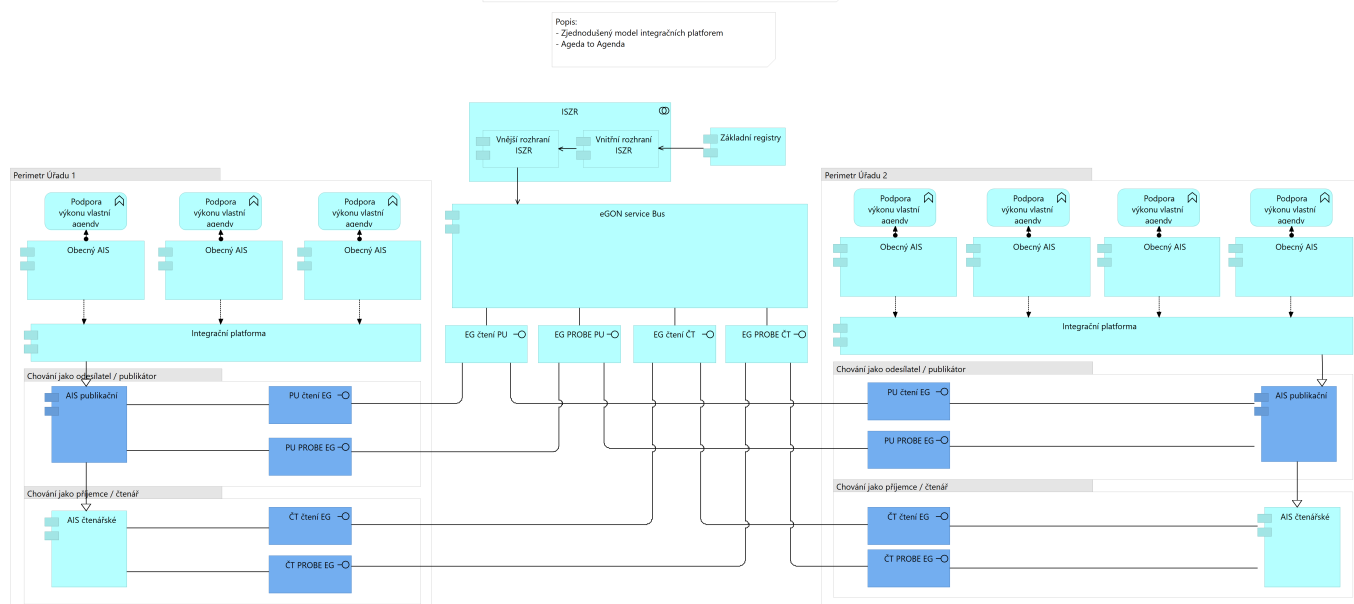 Popis:
- Zjednodušený model integračních platforem
- Ageda to Agenda
ISZR
Vnější rozhraní
ISZR
Vnitřní rozhraní
ISZR
Základní registry
Perimetr Úřadu 1
Podpora
výkonu vlastní
agendy
Podpora
výkonu vlastní
agendy
Podpora
výkonu vlastní
agendy
Obecný AIS
Obecný AIS
Obecný AIS
Integrační platforma
Chování jako odesílatel / publikátor
AIS publikační
PU čtení EG
PU PROBE EG
Chování jako příjemce / čtenář
AIS čtenářské
ČT čtení EG
ČT PROBE EG
eGON service Bus
EG čtení PU
EG PROBE PU
EG čtení ČT
EG PROBE ČT
Perimetr Úřadu 2
Podpora
výkonu vlastní
agendy
Podpora
výkonu vlastní
agendy
Podpora
výkonu vlastní
agendy
Podpora
výkonu vlastní
agendy
Obecný AIS
Obecný AIS
Obecný AIS
Obecný AIS
Integrační platforma
Chování jako odesílatel / publikátor
PU čtení EG
AIS publikační
PU PROBE EG
Chování jako příjemce / čtenář
ČT čtení EG
AIS čtenářské
ČT PROBE EG